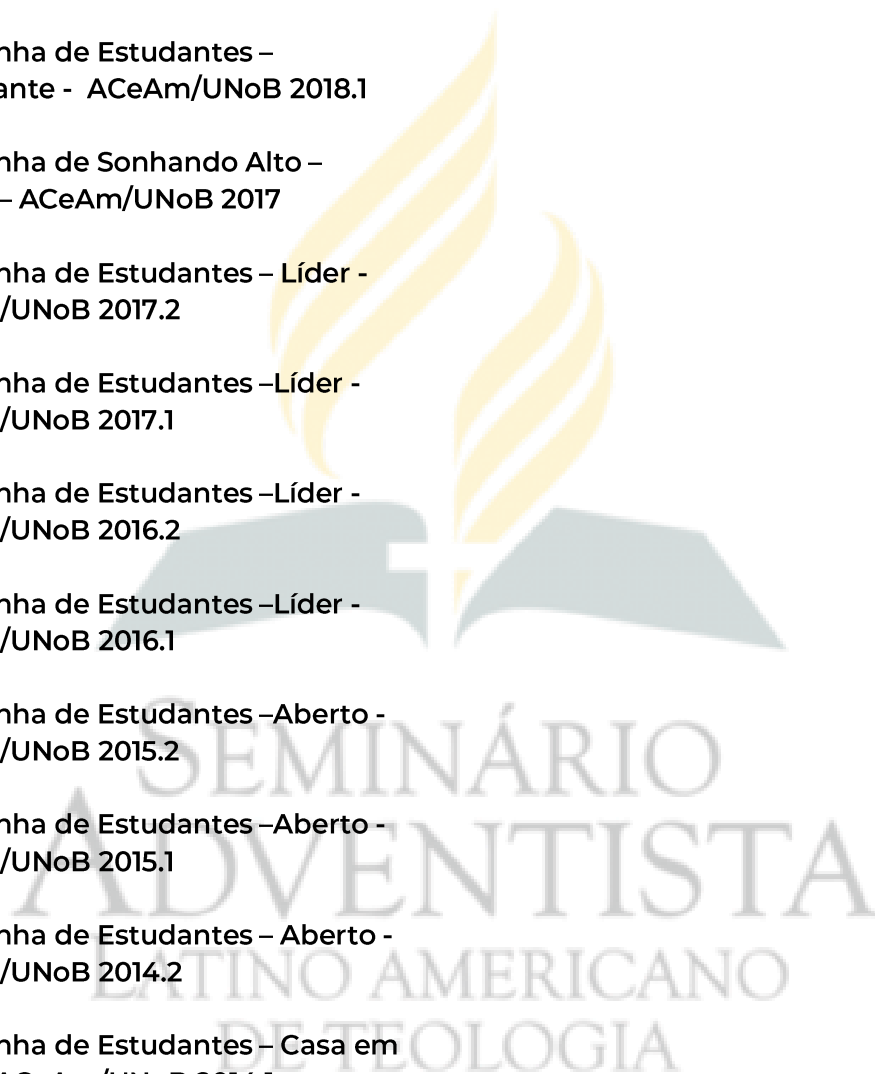 nha de Estudantes –
ante - ACeAm/UNoB 2018.1
nha de Sonhando Alto –
– ACeAm/UNoB 2017
nha de Estudantes – Líder -
/UNoB 2017.2
nha de Estudantes –Líder -
/UNoB 2017.1
nha de Estudantes –Líder -
/UNoB 2016.2
nha de Estudantes –Líder -
/UNoB 2016.1
nha de Estudantes –Aberto -
/UNoB 2015.2
nha de Estudantes –Aberto -
/UNoB 2015.1
nha de Estudantes – Aberto -
/UNoB 2014.2
nha de Estudantes – Casa em
SEMINÁRIO
ADVENTISTA
LATINO AMERICANO
DE TEOLOGIA